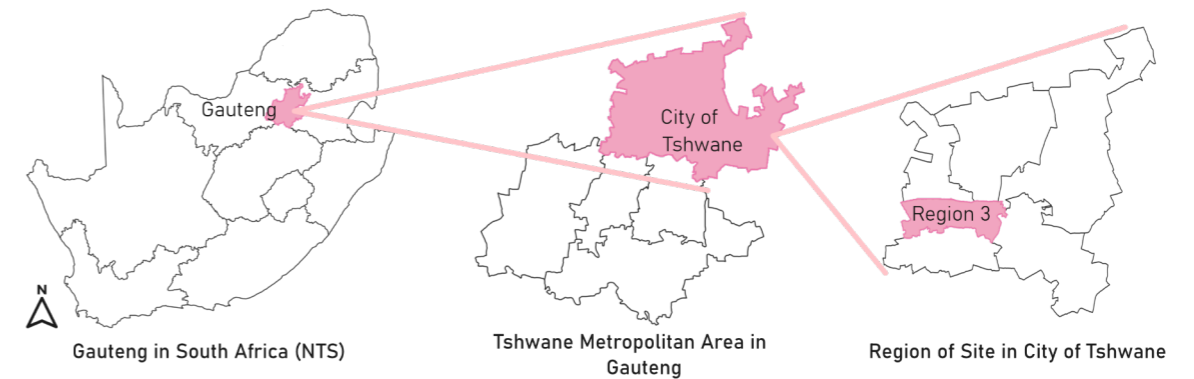 Gauteng
City of
Tshwane
Region 3
N
Gauteng in South Africa (NTS)
Tshwane Metropolitan Area in
Gauteng
Region of Site in City of Tshwane